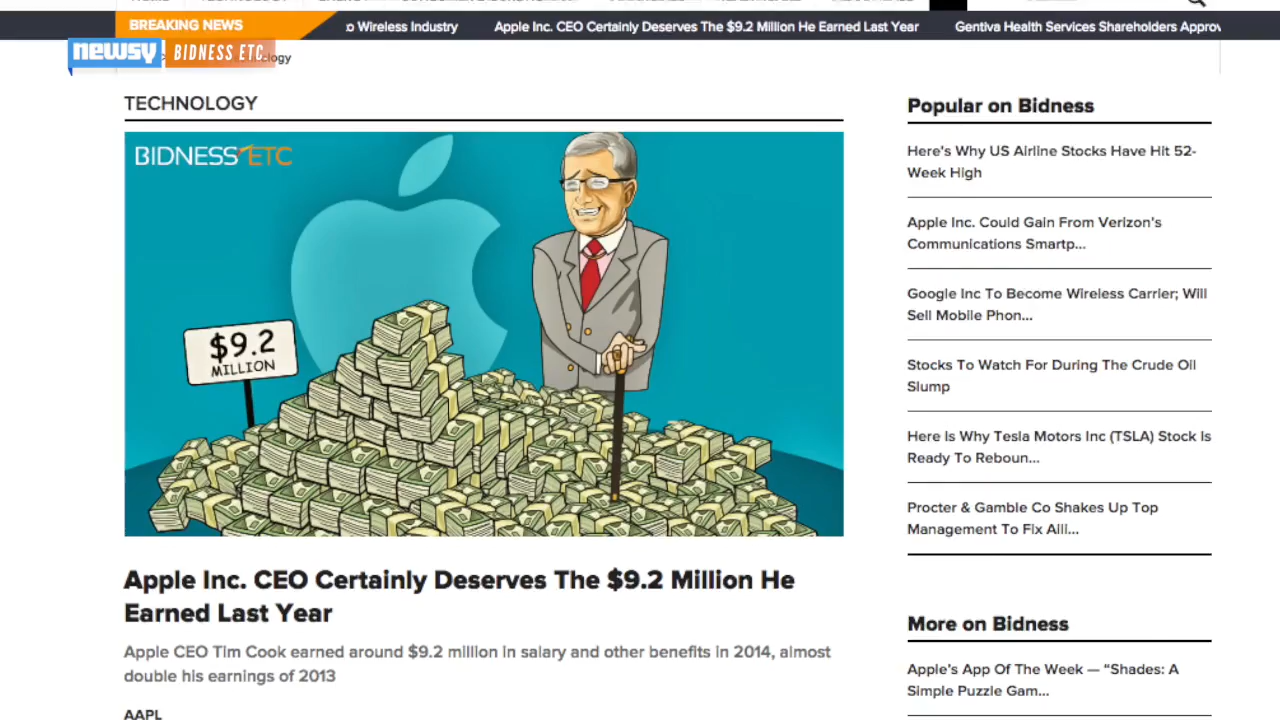 BREAKING NEWS
o Wireless Industry
Apple Inc. CEO Certainly Deserves The $9.2 Million He Earned Last Year
Gentiva Health Services Shareholders Approv
newsy
BIDNESS ETC
TECHNOLOGY
BIDNESS ETC
$9.2
MILLION
Apple Inc. CEO Certainly Deserves The $9.2 Million He
Earned Last Year
Apple CEO Tim Cook earned around $9.2 million in salary and other benefits in 2014, almost
double his earnings of 2013
AAPL
Popular on Bidness
Here's Why US Airline Stocks Have Hit 52-
Week High
Apple Inc. Could Gain From Verizon's
Communications Smartp...
Google Inc To Become Wireless Carrier; Will
Sell Mobile Phon...
Stocks To Watch For During The Crude Oil
Slump
Here Is Why Tesla Motors Inc (TSLA) Stock Is
Ready To Reboun...
Procter & Gamble Co Shakes Up Top
Management To Fix Aili...
More on Bidness
Apple's App Of The Week — "Shades: A
Simple Puzzle Gam...